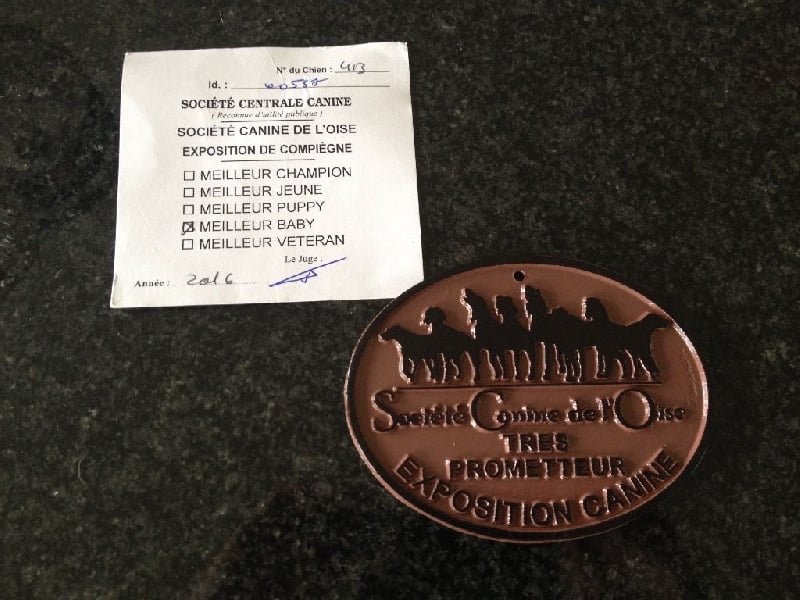 N° du Chien : 413
Id. :
SOCIÉTÉ CENTRALE CANINE
( Reconnue d'utilité publique )
SOCIÉTÉ CANINE DE L'OISE
EXPOSITION DE COMPIÈGNE
☐ MEILLEUR CHAMPION
☐ MEILLEUR JEUNE
☐ MEILLEUR PUPPY
☒ MEILLEUR BABY
☐ MEILLEUR VETERAN
Le Juge :
Année : 2016
Société Canine de l'Oise
TRES
PROMETTEUR
EXPOSITION CANINE